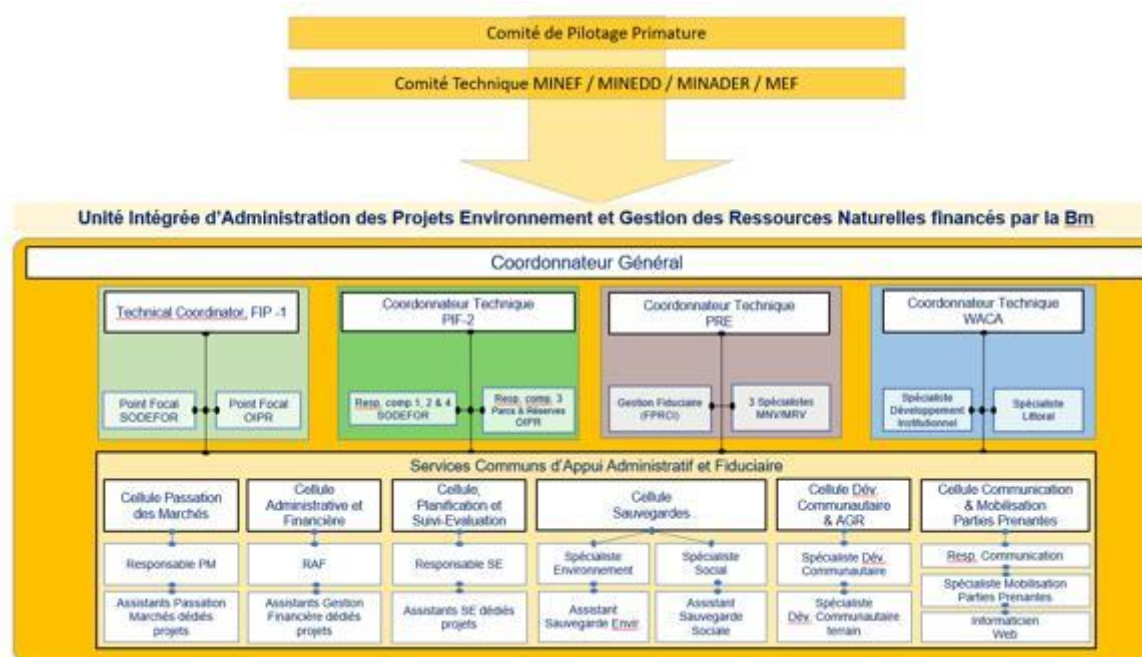 Comité de Pilotage Primature
Comité Technique MINEF / MINEDD / MINADER / MEF
Unité Intégrée d'Administration des Projets Environnement et Gestion des Ressources Naturelles financés par la Bm
Coordonnateur Général
Technical Coordinator, FIP -1
Point Focal
SODEFOR
Point Focal
OIPR
Coordonnateur Technique
PIF-2
Resp. comp 1, 2 & 4
SODEFOR
Resp. comp. 3
Parcs & Réserves
OIPR
Coordonnateur Technique
PRE
Gestion Fiduciaire
(FPRCI)
3 Spécialistes
MNV/MRV
Coordonnateur Technique
WACA
Spécialiste
Développement
Institutionnel
Spécialiste
Littoral
Services Communs d'Appui Administratif et Fiduciaire
Cellule Passation
des Marchés
Responsable PM
Assistants Passation
Marchés dédiés
projets
Cellule
Administrative et
Financière
RAF
Assistants Gestion
Financière dédiés
projets
Cellule,
Planification et
Suivi-Evaluation
Responsable SE
Assistants SE dédiés
projets
Cellule
Sauvegardes
Spécialiste
Environnement
Assistant
Sauvegarde Envir.
Spécialiste
Social
Assistant
Sauvegarde
Sociale
Cellule Dév.
Communautaire
& AGR
Spécialiste Dév.
Communautaire
Spécialiste
Dév. Communautaire
terrain
Cellule Communication
& Mobilisation
Parties Prenantes
Resp. Communication
Spécialiste Mobilisation
Parties Prenantes
Informaticien
Web